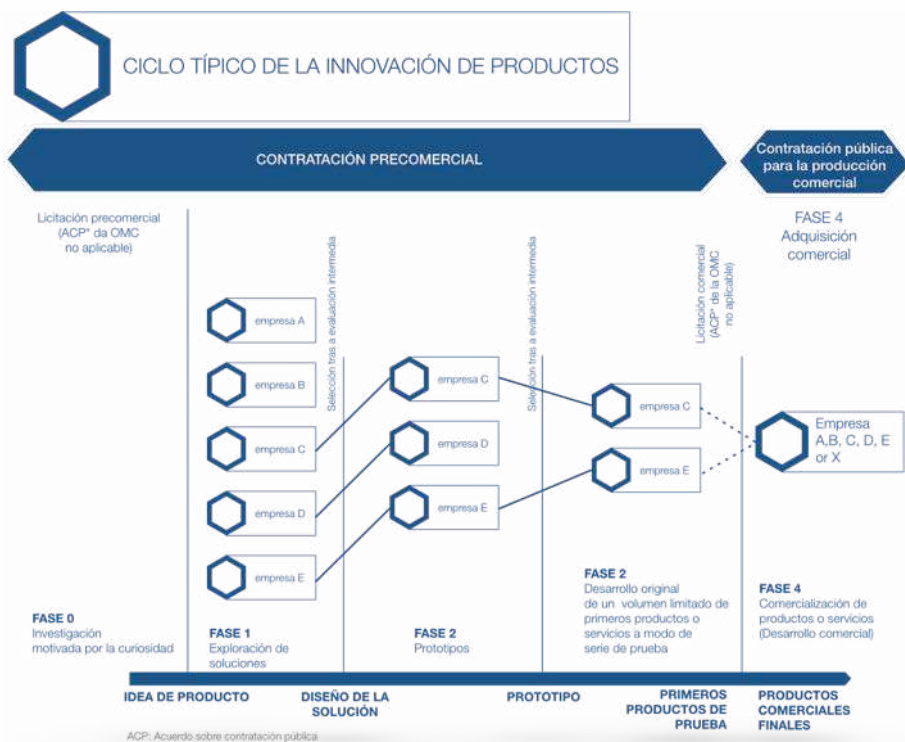 CICLO TÍPICO DE LA INNOVACIÓN DE PRODUCTOS
CONTRATACIÓN PRECOMERCIAL
Contratación pública
para la producción
comercial
Licitación precomercial
(ACP* da OMC
no aplicable)
FASE 4
Adquisición
comercial
Selección tras a evaluación intermedia
Selección tras a evaluación intermedia
Licitación comercial
(ACP* de la OMC
no aplicable)
empresa A
empresa B
empresa C
empresa D
empresa E
empresa C
empresa D
empresa E
empresa C
empresa E
Empresa
A,B, C, D, E
or X
FASE 0
Investigación
motivada por la curiosidad
FASE 1
Exploración de
soluciones
FASE 2
Prototipos
FASE 2
Desarrollo original
de un volumen limitado de
primeros productos o
servicios a modo de
serie de prueba
FASE 4
Comercialización de
productos o servicios
(Desarrollo comercial)
IDEA DE PRODUCTO
DISEÑO DE LA
SOLUCIÓN
PROTOTIPO
PRIMEROS
PRODUCTOS DE
PRUEBA
PRODUCTOS
COMERCIALES
FINALES
ACP: Acuerdo sobre contratación pública